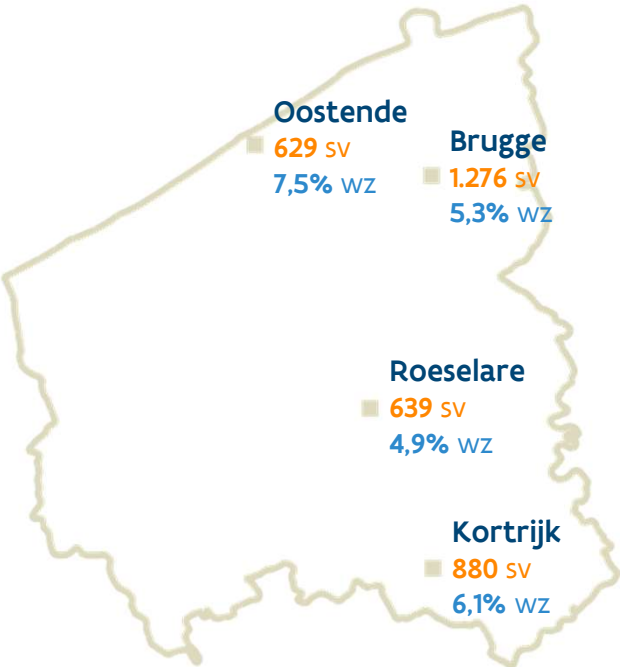 Oostende
629 SV
7,5% WZ
Brugge
1.276 SV
5,3% WZ
Roeselare
639 SV
4,9% WZ
Kortrijk
880 SV
6,1% WZ